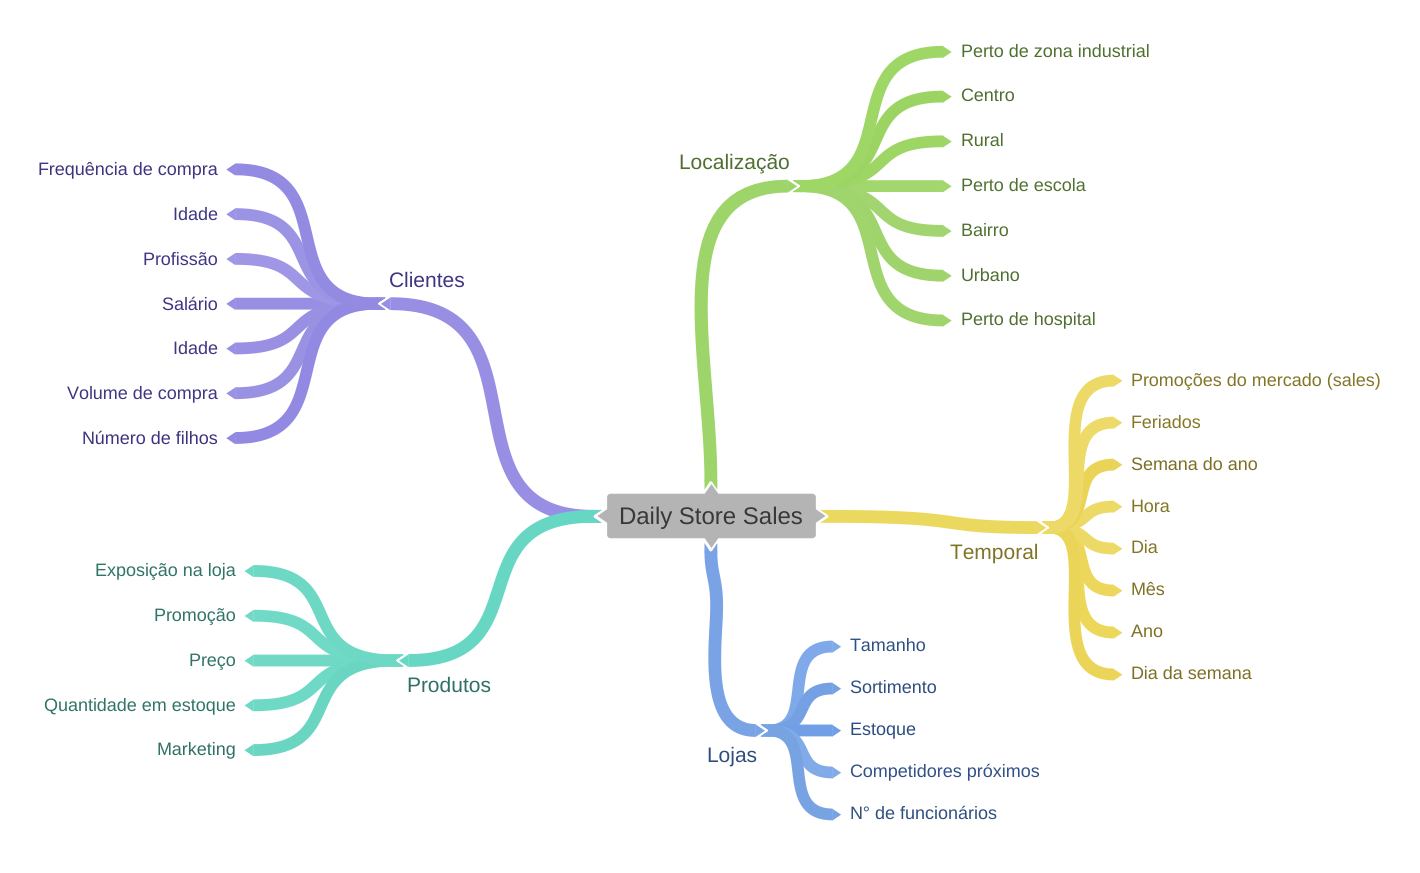 Daily Store Sales
Clientes
Frequência de compra
Idade
Profissão
Salário
Idade
Volume de compra
Número de filhos
Produtos
Exposição na loja
Promoção
Preço
Quantidade em estoque
Marketing
Localização
Perto de zona industrial
Centro
Rural
Perto de escola
Bairro
Urbano
Perto de hospital
Temporal
Promoções do mercado (sales)
Feriados
Semana do ano
Hora
Dia
Mês
Ano
Dia da semana
Lojas
Tamanho
Sortimento
Estoque
Competidores próximos
N° de funcionários